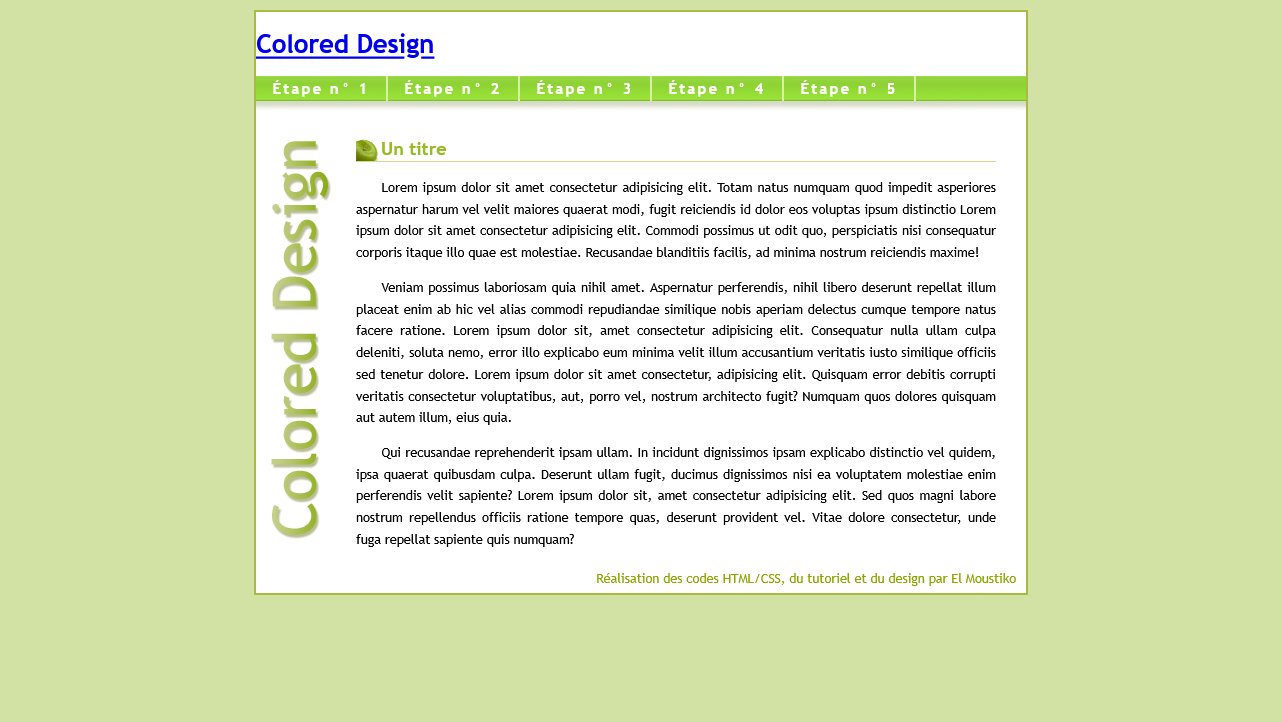 Colored Design
Étape n° 1 Étape n° 2 Étape n° 3 Étape n° 4 Étape n° 5
Colored Design
Un titre
Lorem ipsum dolor sit amet consectetur adipisicing elit. Totam natus numquam quod impedit asperiores
aspernatur harum vel velit maiores quaerat modi, fugit reiciendis id dolor eos voluptas ipsum distinctio Lorem
ipsum dolor sit amet consectetur adipisicing elit. Commodi possimus ut odit quo, perspiciatis nisi consequatur
corporis itaque illo quae est molestiae. Recusandae blanditiis facilis, ad minima nostrum reiciendis maxime!
Veniam possimus laboriosam quia nihil amet. Aspernatur perferendis, nihil libero deserunt repellat illum
placeat enim ab hic vel alias commodi repudiandae similique nobis aperiam delectus cumque tempore natus
facere ratione. Lorem ipsum dolor sit, amet consectetur adipisicing elit. Consequatur nulla ullam culpa
deleniti, soluta nemo, error illo explicabo eum minima velit illum accusantium veritatis iusto similique officiis
sed tenetur dolore. Lorem ipsum dolor sit amet consectetur, adipisicing elit. Quisquam error debitis corrupti
veritatis consectetur voluptatibus, aut, porro vel, nostrum architecto fugit? Numquam quos dolores quisquam
aut autem illum, eius quia.
Qui recusandae reprehenderit ipsam ullam. In incidunt dignissimos ipsam explicabo distinctio vel quidem,
ipsa quaerat quibusdam culpa. Deserunt ullam fugit, ducimus dignissimos nisi ea voluptatem molestiae enim
perferendis velit sapiente? Lorem ipsum dolor sit, amet consectetur adipisicing elit. Sed quos magni labore
nostrum repellendus officiis ratione tempore quas, deserunt provident vel. Vitae dolore consectetur, unde
fuga repellat sapiente quis numquam?
Réalisation des codes HTML/CSS, du tutoriel et du design par El Moustiko